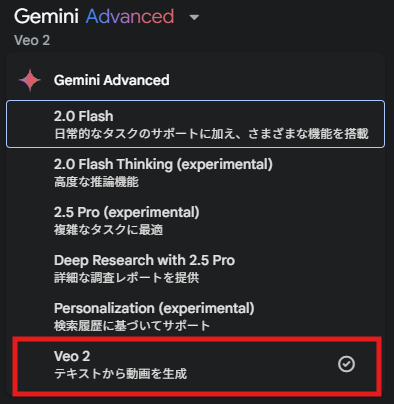 Gemini Advanced
Veo 2
Gemini Advanced
2.0 Flash
日常的なタスクのサポートに加え、さまざまな機能を搭載
2.0 Flash Thinking (experimental)
高度な推論機能
2.5 Pro (experimental)
複雑なタスクに最適
Deep Research with 2.5 Pro
詳細な調査レポートを提供
Personalization (experimental)
検索履歴に基づいてサポート
Veo 2
テキストから動画を生成